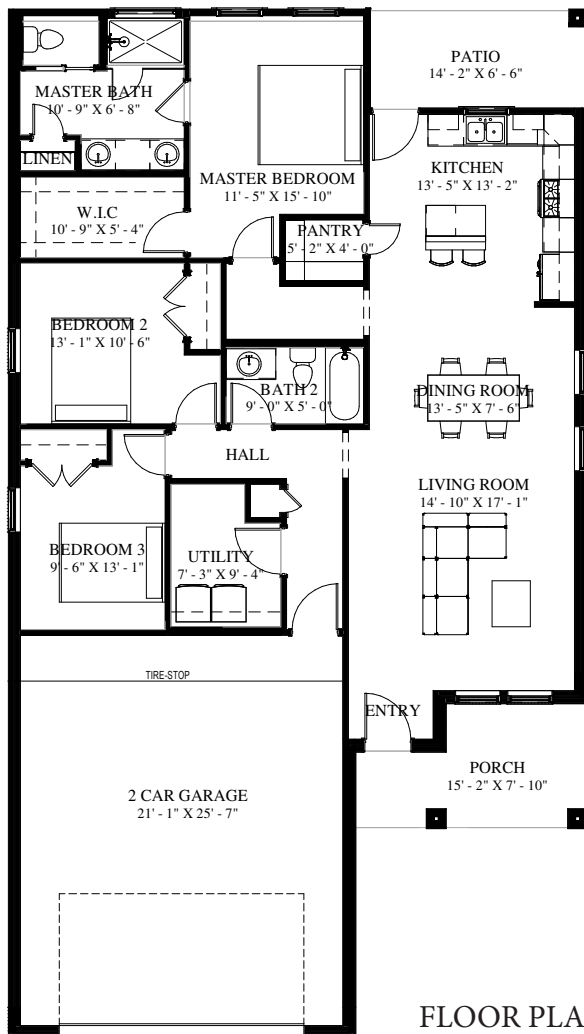 PATIO
14' - 2" X 6' - 6"
MASTER BATH
10' - 9" X 6' - 8"
LINEN
KITCHEN
13' - 5" X 13' - 2"
MASTER BEDROOM
11' - 5" X 15' - 10"
W.I.C
10' - 9" X 5' - 4"
PANTRY
5' - 2" X 4' - 0"
BEDROOM 2
13' - 1" X 10' - 6"
BATH 2
9' - 0" X 5' - 0"
DINING ROOM
13' - 5" X 7' - 6"
HALL
LIVING ROOM
14' - 10" X 17' - 1"
BEDROOM 3
9' - 6" X 13' - 1"
UTILITY
7' - 3" X 9' - 4"
TIRE-STOP
ENTRY
PORCH
15' - 2" X 7' - 10"
2 CAR GARAGE
21' - 1" X 25' - 7"
FLOOR PLA